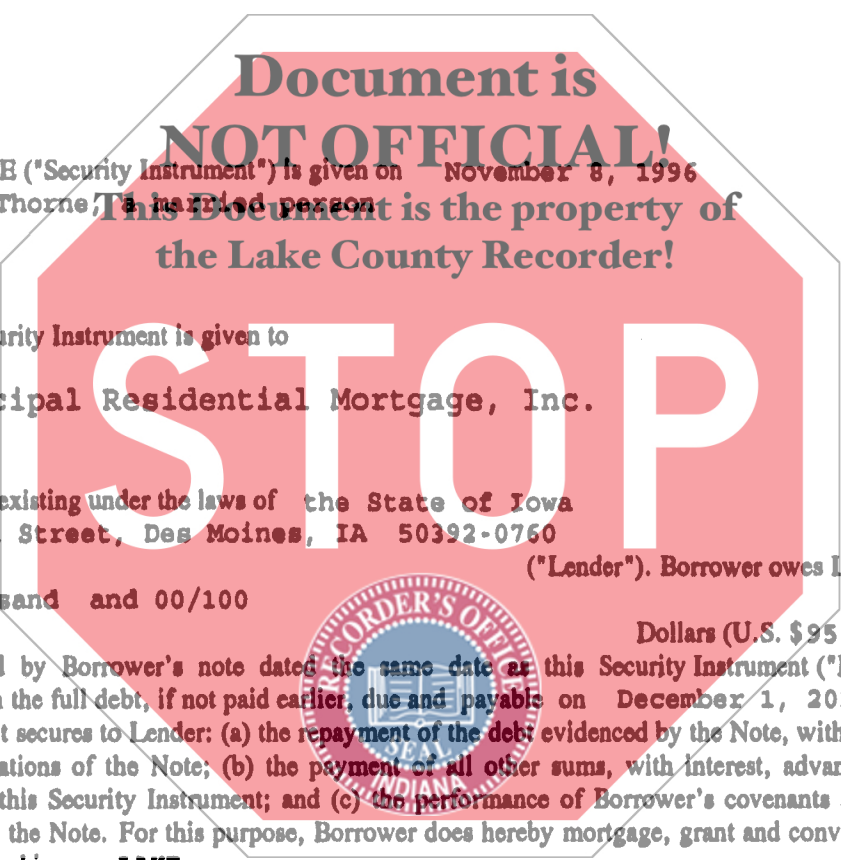 Document is
NOT OFFICIAL!
E ("Security Instrument") is given on November 8, 1996
Thorne, a married person
This Document is the property of
the Lake County Recorder!
urity Instrument is given to
STOP
cipal Residential Mortgage, Inc.
existing under the laws of the State of Iowa
Street, Des Moines, IA 50392-0760
("Lender"). Borrower owes L
sand and 00/100
RECORDER'S OFFICE
SEAL
INDIANA
Dollars (U.S. $95
d by Borrower's note dated the same date as this Security Instrument ("
the full debt, if not paid earlier, due and payable on December 1, 20
t secures to Lender: (a) the repayment of the debt evidenced by the Note, with
ations of the Note; (b) the payment of all other sums, with interest, advan
this Security Instrument; and (c) the performance of Borrower's covenants
the Note. For this purpose, Borrower does hereby mortgage, grant and conv